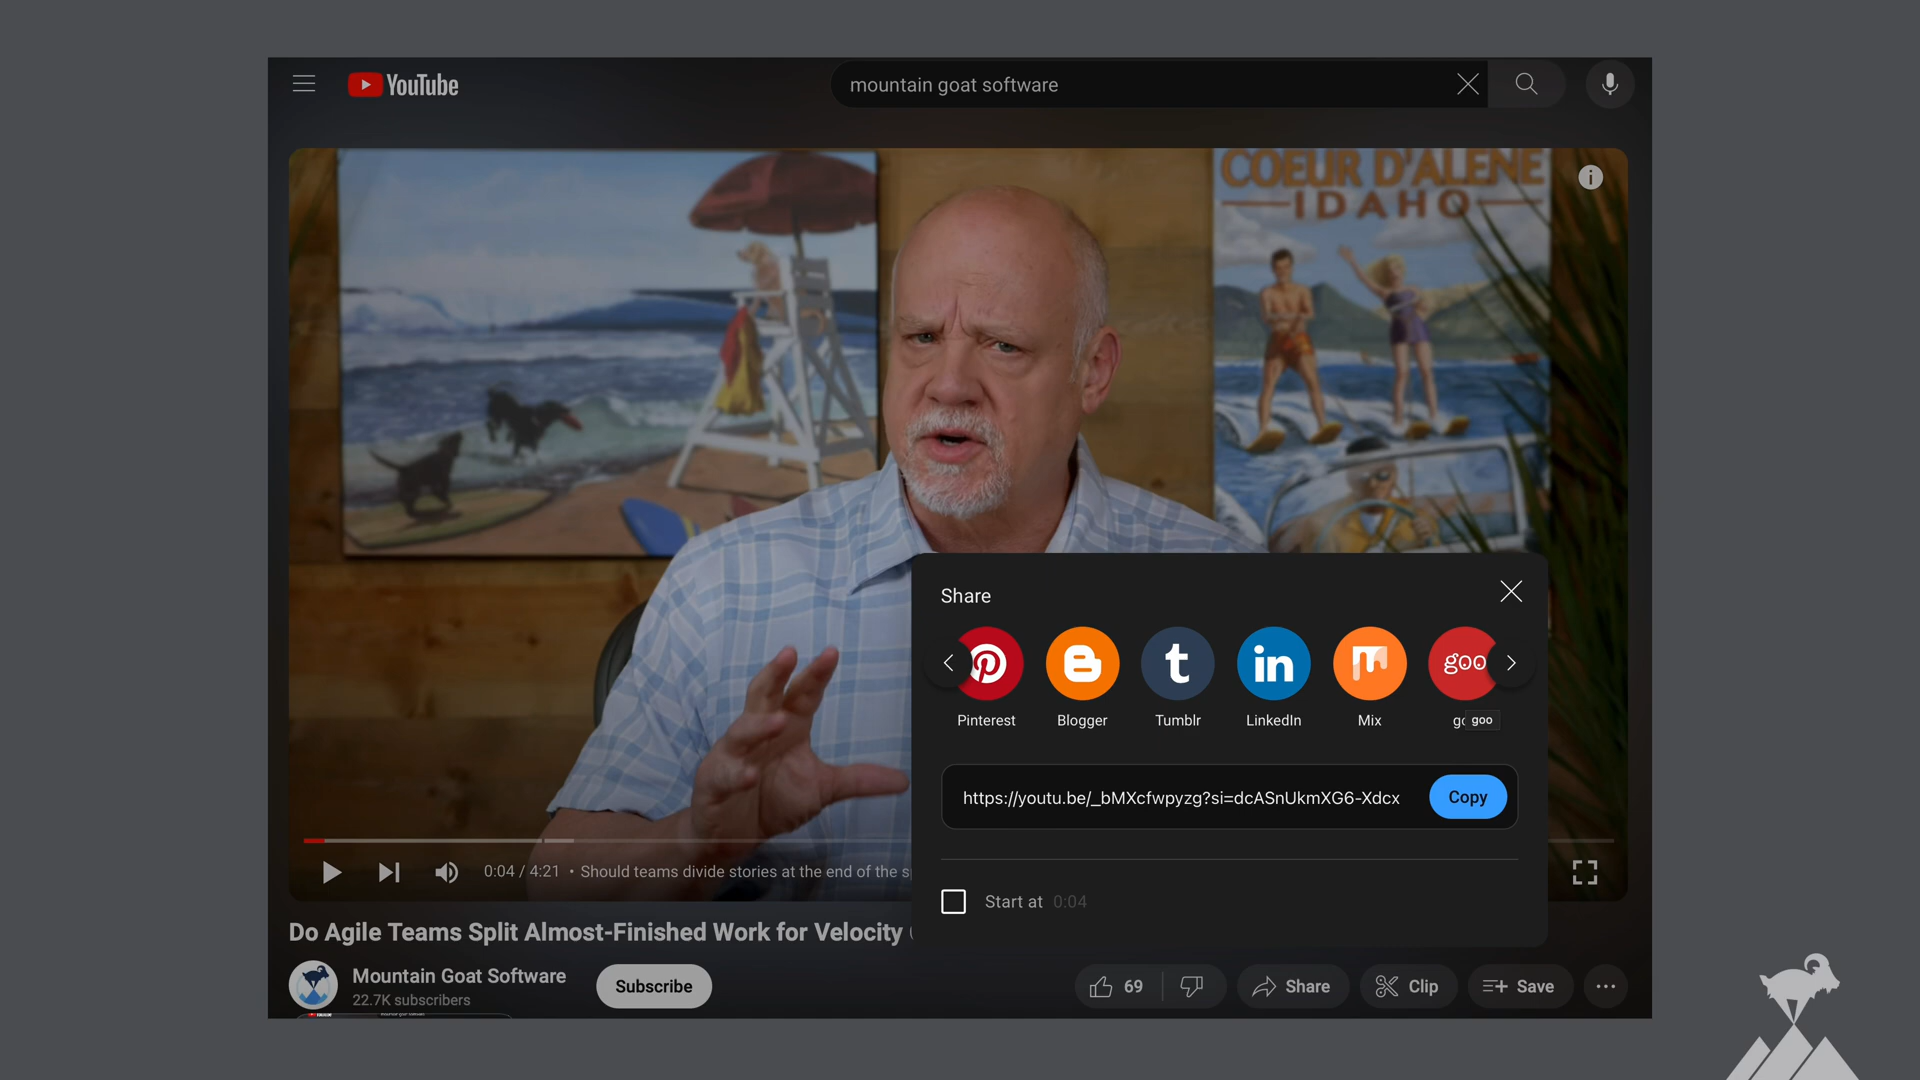 YouTube
mountain goat software
COEUR D'ALENE
IDAHO
Share
goo
Pinterest
Blogger
Tumblr
LinkedIn
Mix
goo
https://youtu.be/_bMXcfwpyzg?si=dcASnUkmXG6-Xdcx
Copy
0:04 / 4:21 • Should teams divide stories at the end of the s
Start at 0:04
Do Agile Teams Split Almost-Finished Work for Velocity
Mountain Goat Software
22.7K subscribers
Subscribe
69
Share
Clip
Save